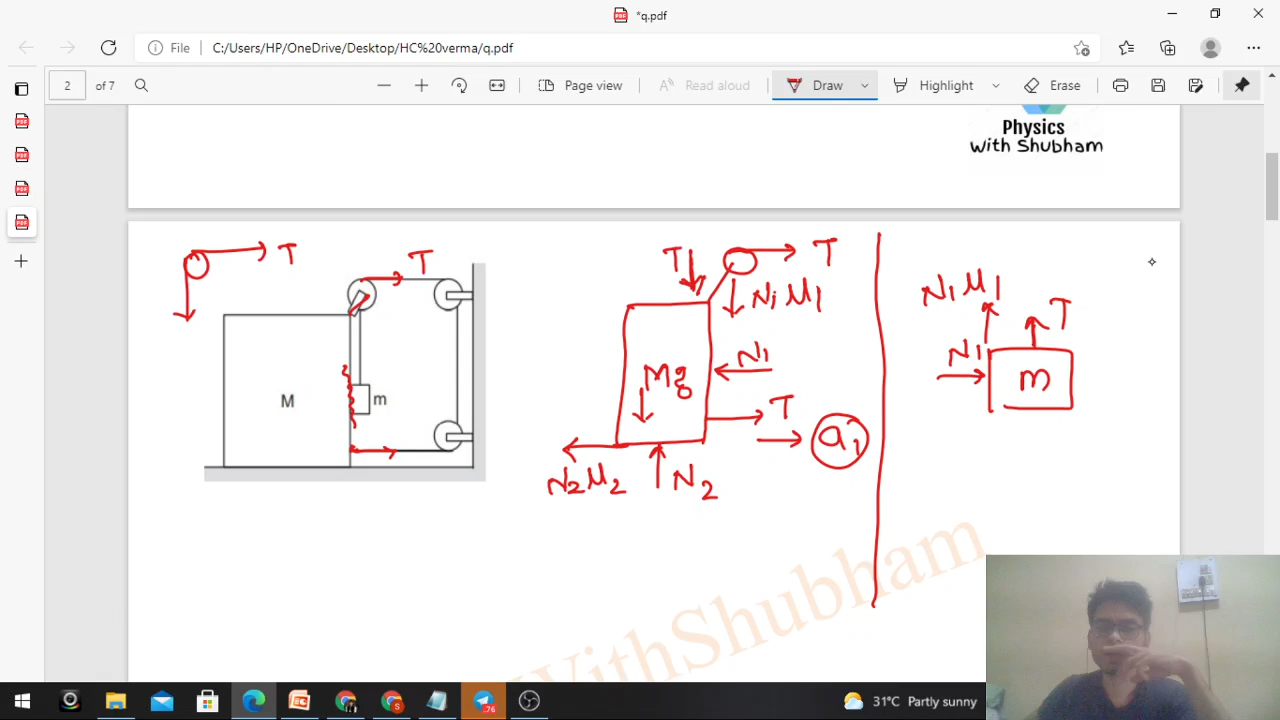 *q.pdf
File C:/Users/HP/OneDrive/Desktop/HC%20verma/q.pdf
2 of 7 Page view Read aloud Draw Highlight Erase
Physics
With Shubham
T
T
M
m
T
T
N1μ1
Mg
N1
T
a1
N2μ2
N2
N1μ1
T
N1
m
WithShubham
76
31°C Partly sunny